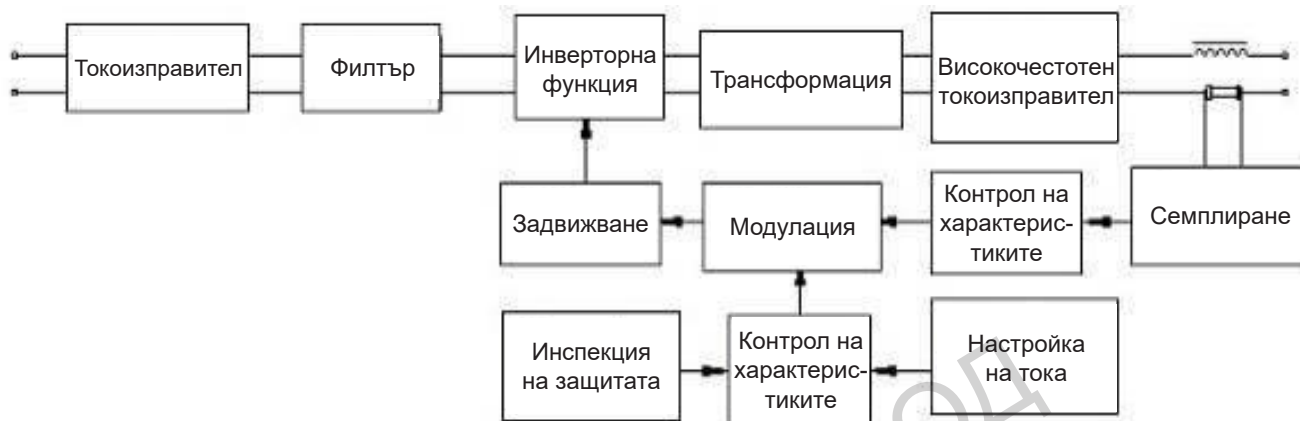 Токоизправител
Филтър
Инверторна
функция
Трансформация
Високочестотен
токоизправител
Задвижване
Модулация
Контрол на
характерис-
тиките
Семплиране
Инспекция
на защитата
Контрол на
характерис-
тиките
Настройка
на тока